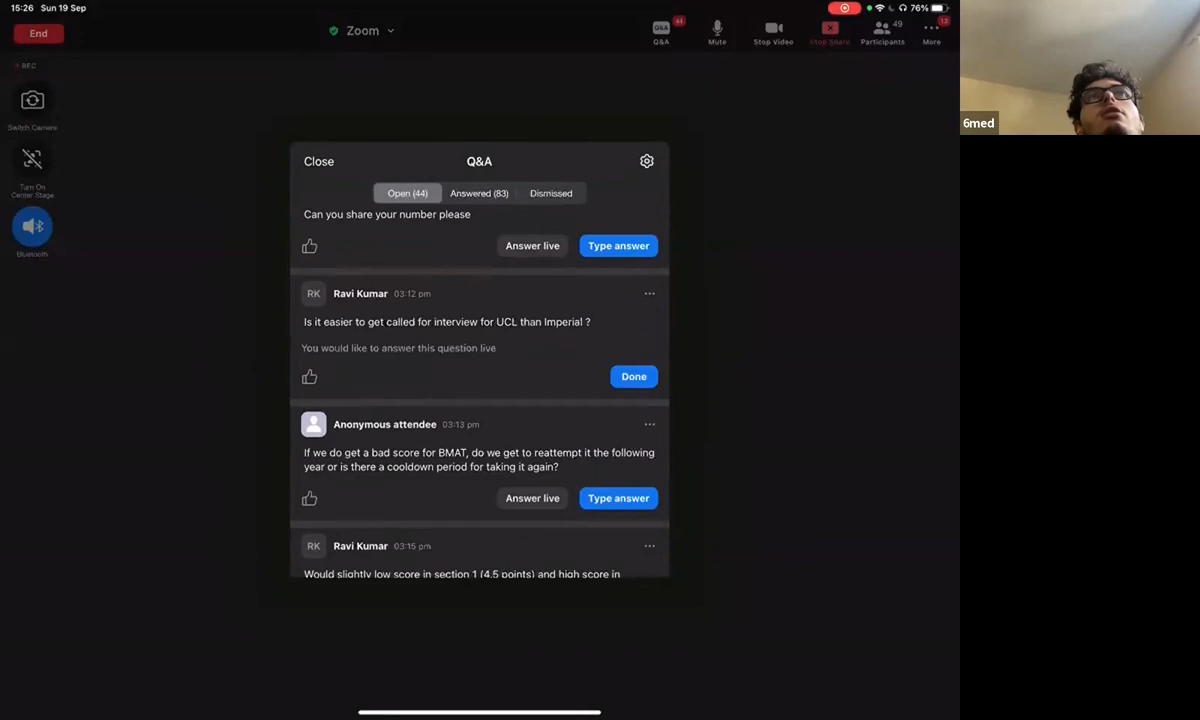 15:26 Sun 19 Sep
76%
End
Zoom
44
Q&A
Q&A
Mute
Stop Video
Stop Share
49
Participants
13
More
REC
Switch Camera
Turn On
Center Stage
Bluetooth
6med
Close
Q&A
Open (44)
Answered (83)
Dismissed
Can you share your number please
Answer live
Type answer
RK
Ravi Kumar 03:12 pm
Is it easier to get called for interview for UCL than Imperial ?
You would like to answer this question live
Done
Anonymous attendee 03:13 pm
If we do get a bad score for BMAT, do we get to reattempt it the following
year or is there a cooldown period for taking it again?
Answer live
Type answer
RK
Ravi Kumar 03:15 pm
Would slightly low score in section 1 (4.5 points) and high score in